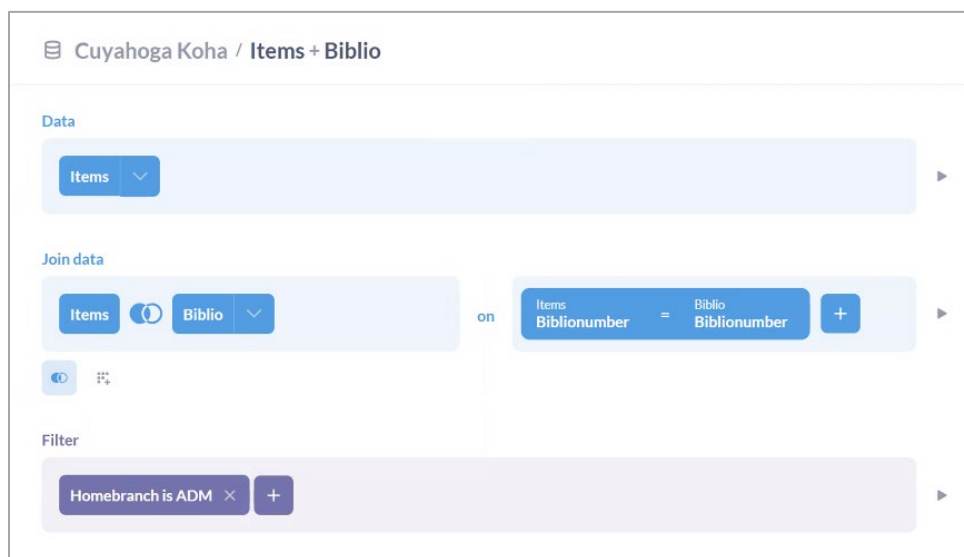 Cuyahoga Koha / Items + Biblio
Data
Items
Join data
Items Biblio on Items Biblionumber = Biblio Biblionumber +
Filter
Homebranch is ADM × +